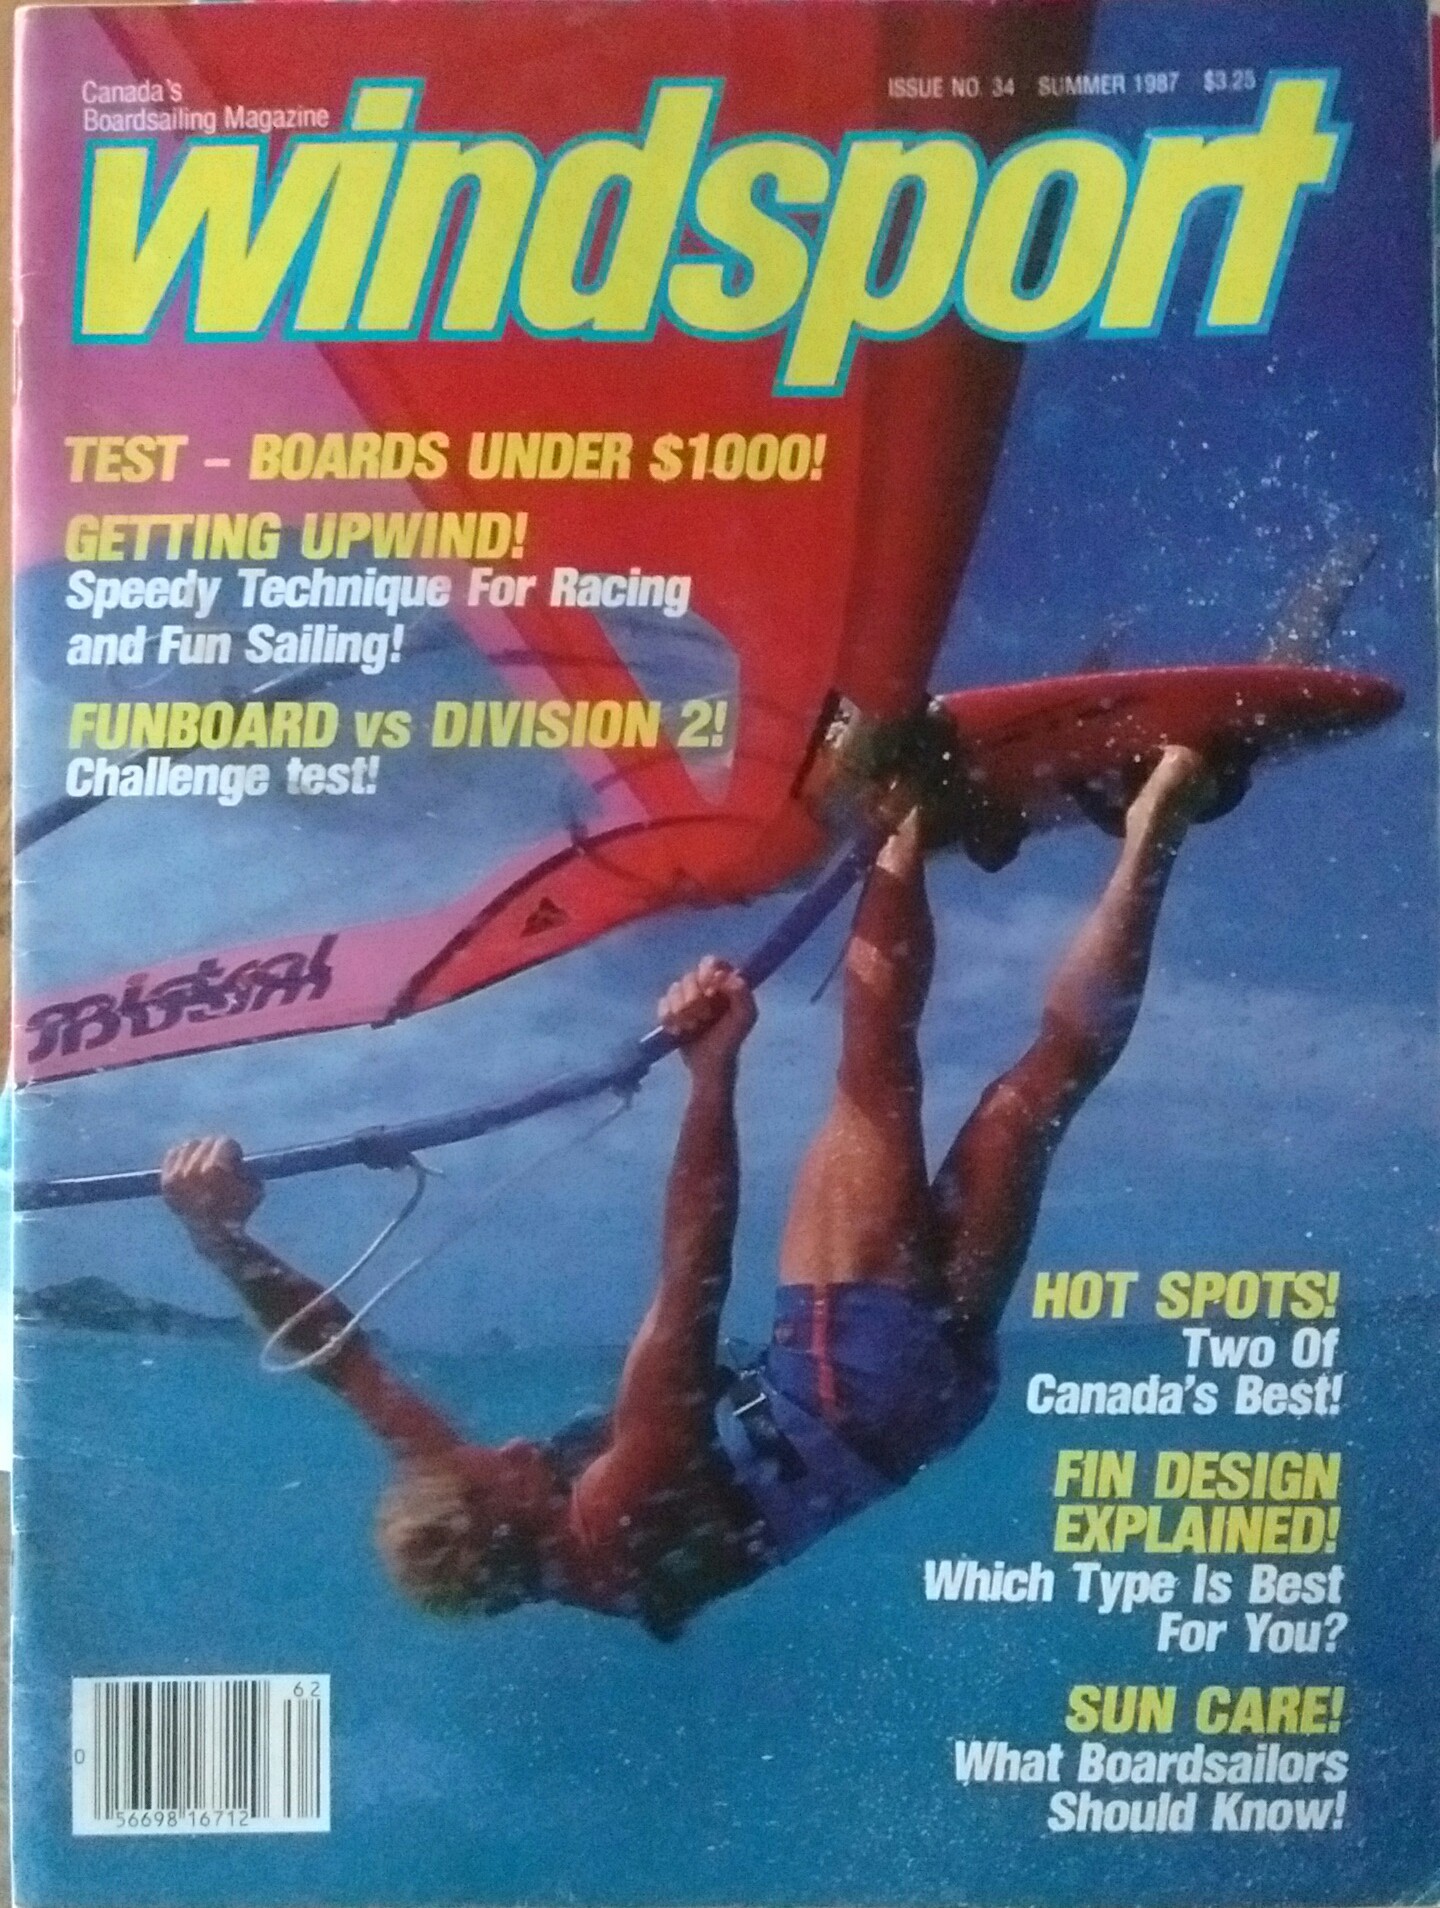 Canada's
Boardsailing Magazine
ISSUE NO. 34 SUMMER 1987 $3.25
windsport
TEST – BOARDS UNDER $1000!
GETTING UPWIND!
Speedy Technique For Racing
and Fun Sailing!
FUNBOARD vs DIVISION 2!
Challenge test!
mistral
HOT SPOTS!
Two Of
Canada's Best!
FIN DESIGN
EXPLAINED!
Which Type Is Best
For You?
SUN CARE!
What Boardsailors
Should Know!
62
0
56698 16712